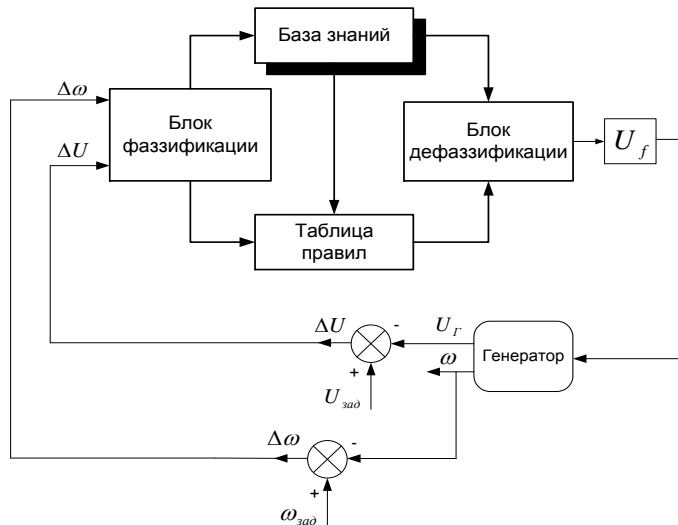 База знаний
Δω
Блок
фаззификации
ΔU
Блок
дефаззификации
U_f
Таблица
правил
ΔU
-
U_Г
ω
Генератор
+
U_зад
Δω
-
+
ω_зад